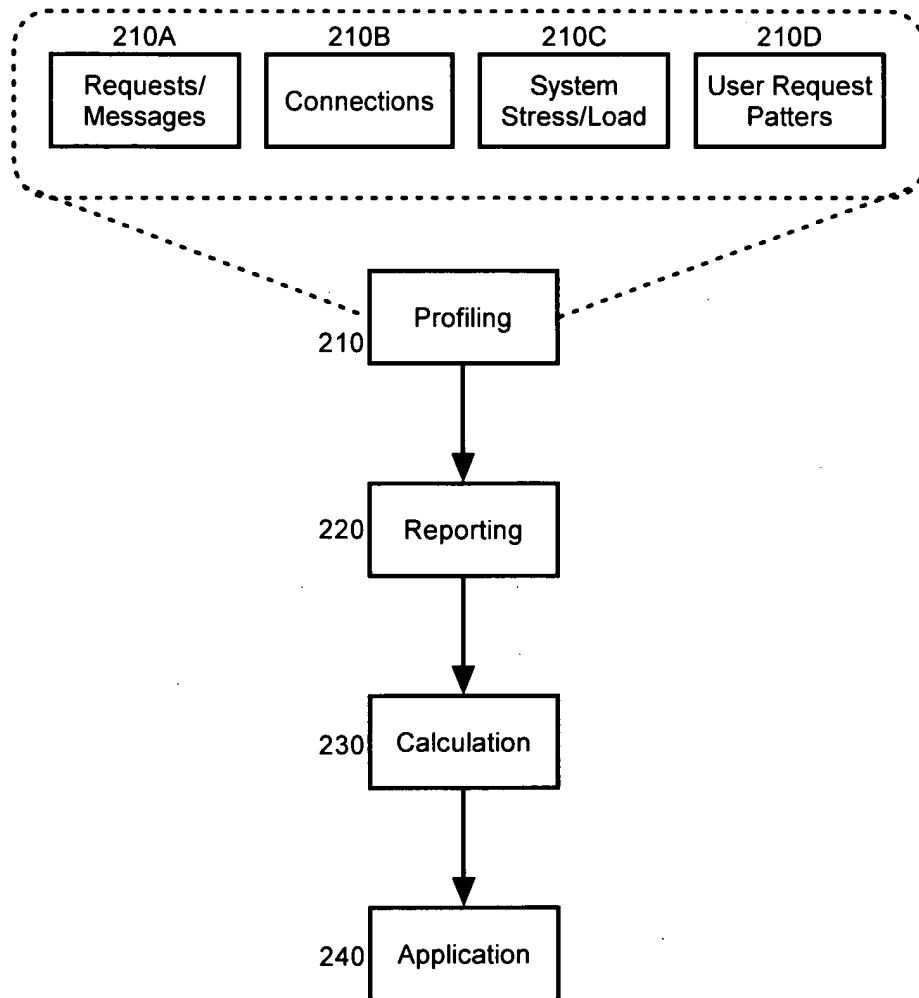 210A
210B
210C
210D
Requests/
Messages
Connections
System
Stress/Load
User Request
Patters
Profiling
210
Reporting
220
Calculation
230
Application
240